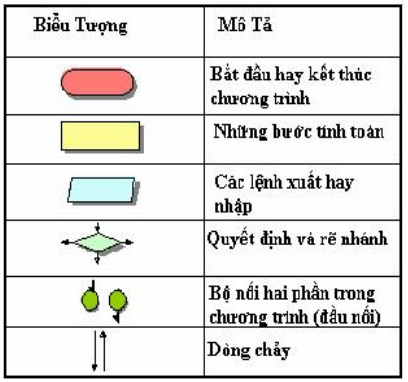 Biểu Tượng Mô Tả
Bắt đầu hay kết thúc
chương trình
Những bước tính toán
Các lệnh xuất hay
nhập
Quyết định và rẽ nhánh
Bộ nối hai phần trong
chương trình (đầu nối)
Dòng chảy